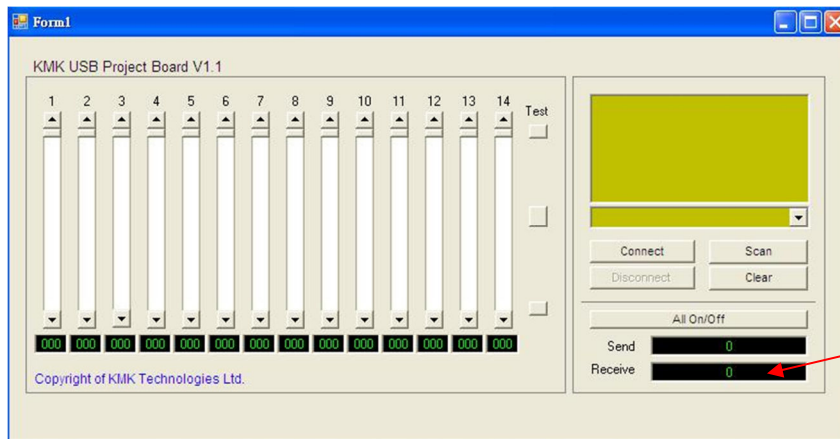 Form1
KMK USB Project Board V1.1
1 2 3 4 5 6 7 8 9 10 11 12 13 14 Test
000 000 000 000 000 000 000 000 000 000 000 000 000 000
Copyright of KMK Technologies Ltd.
Connect Scan
Disconnect Clear
All On/Off
Send 0
Receive 0